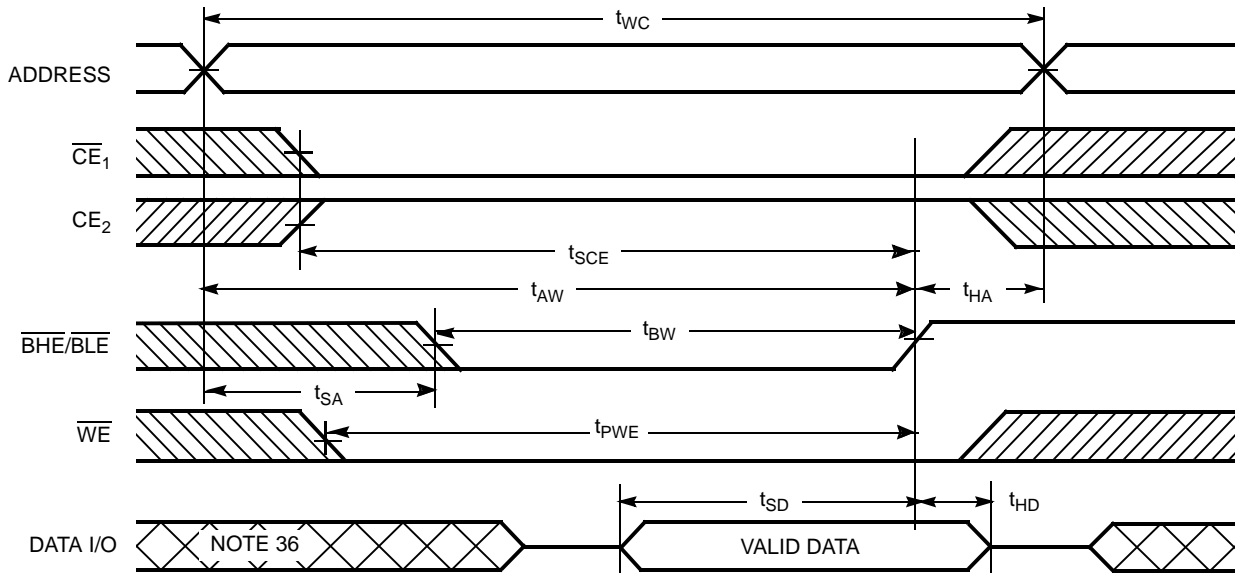 tWC
ADDRESS
CE1
CE2
tSCE
tAW
tHA
BHE/BLE
tBW
tSA
WE
tPWE
tSD
tHD
DATA I/O
NOTE 36
VALID DATA